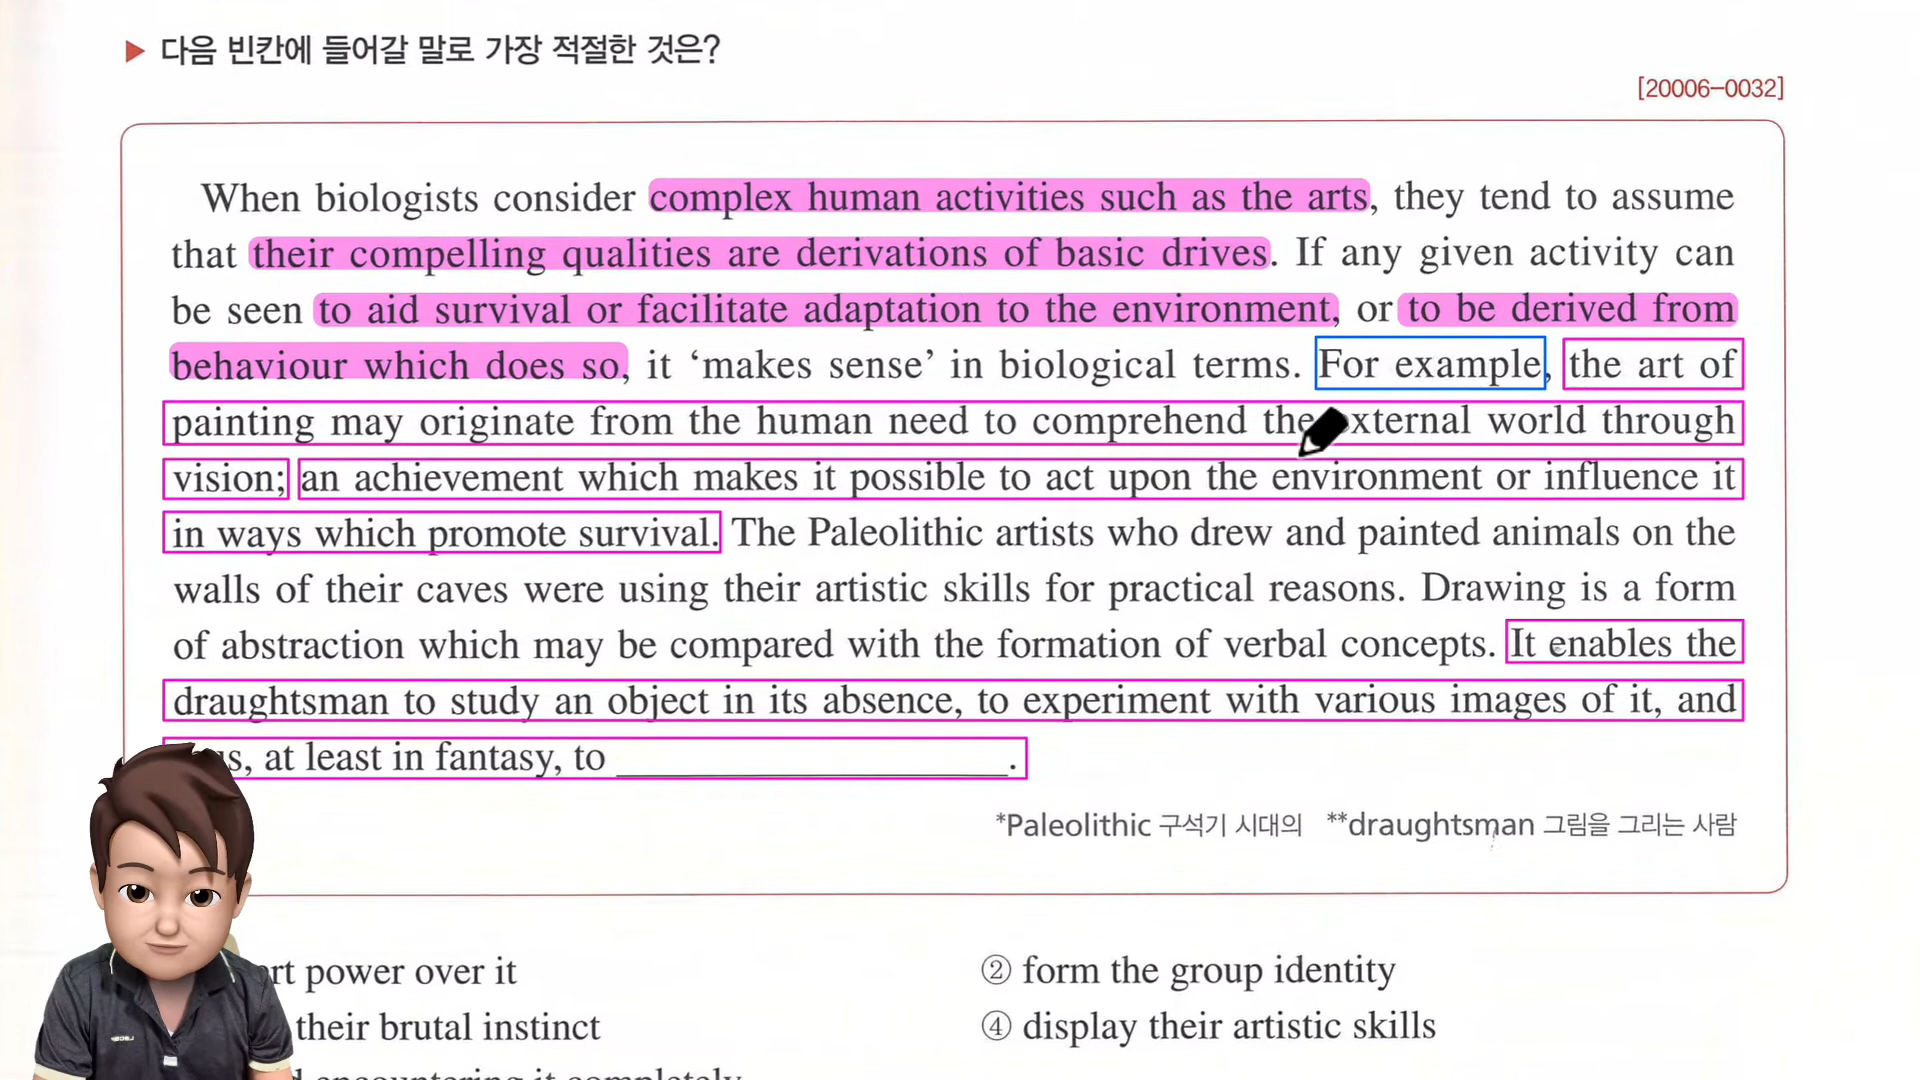 ▶ 다음 빈칸에 들어갈 말로 가장 적절한 것은?
[20006-0032]
When biologists consider complex human activities such as the arts, they tend to assume
that their compelling qualities are derivations of basic drives. If any given activity can
be seen to aid survival or facilitate adaptation to the environment, or to be derived from
behaviour which does so, it ‘makes sense’ in biological terms. For example, the art of
painting may originate from the human need to comprehend the external world through
vision; an achievement which makes it possible to act upon the environment or influence it
in ways which promote survival. The Paleolithic artists who drew and painted animals on the
walls of their caves were using their artistic skills for practical reasons. Drawing is a form
of abstraction which may be compared with the formation of verbal concepts. It enables the
draughtsman to study an object in its absence, to experiment with various images of it, and
at least in fantasy, to ____________________.
*Paleolithic 구석기 시대의 **draughtsman 그림을 그리는 사람
power over it
② form the group identity
their brutal instinct
④ display their artistic skills
encountering it completely